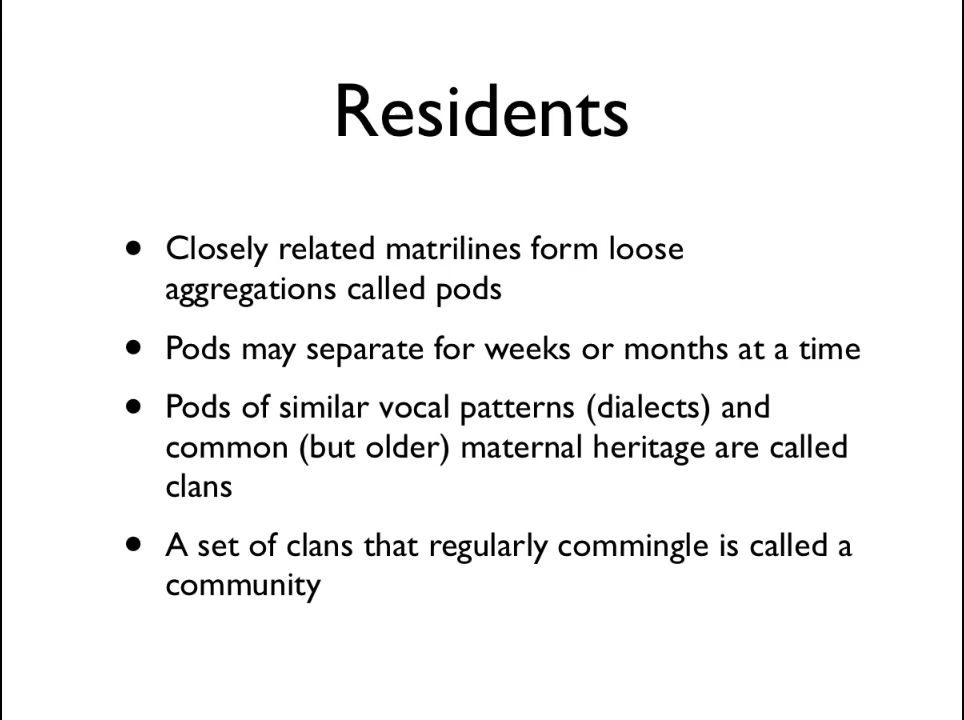 Residents
• Closely related matrilines form loose
aggregations called pods
• Pods may separate for weeks or months at a time
• Pods of similar vocal patterns (dialects) and
common (but older) maternal heritage are called
clans
• A set of clans that regularly commingle is called a
community